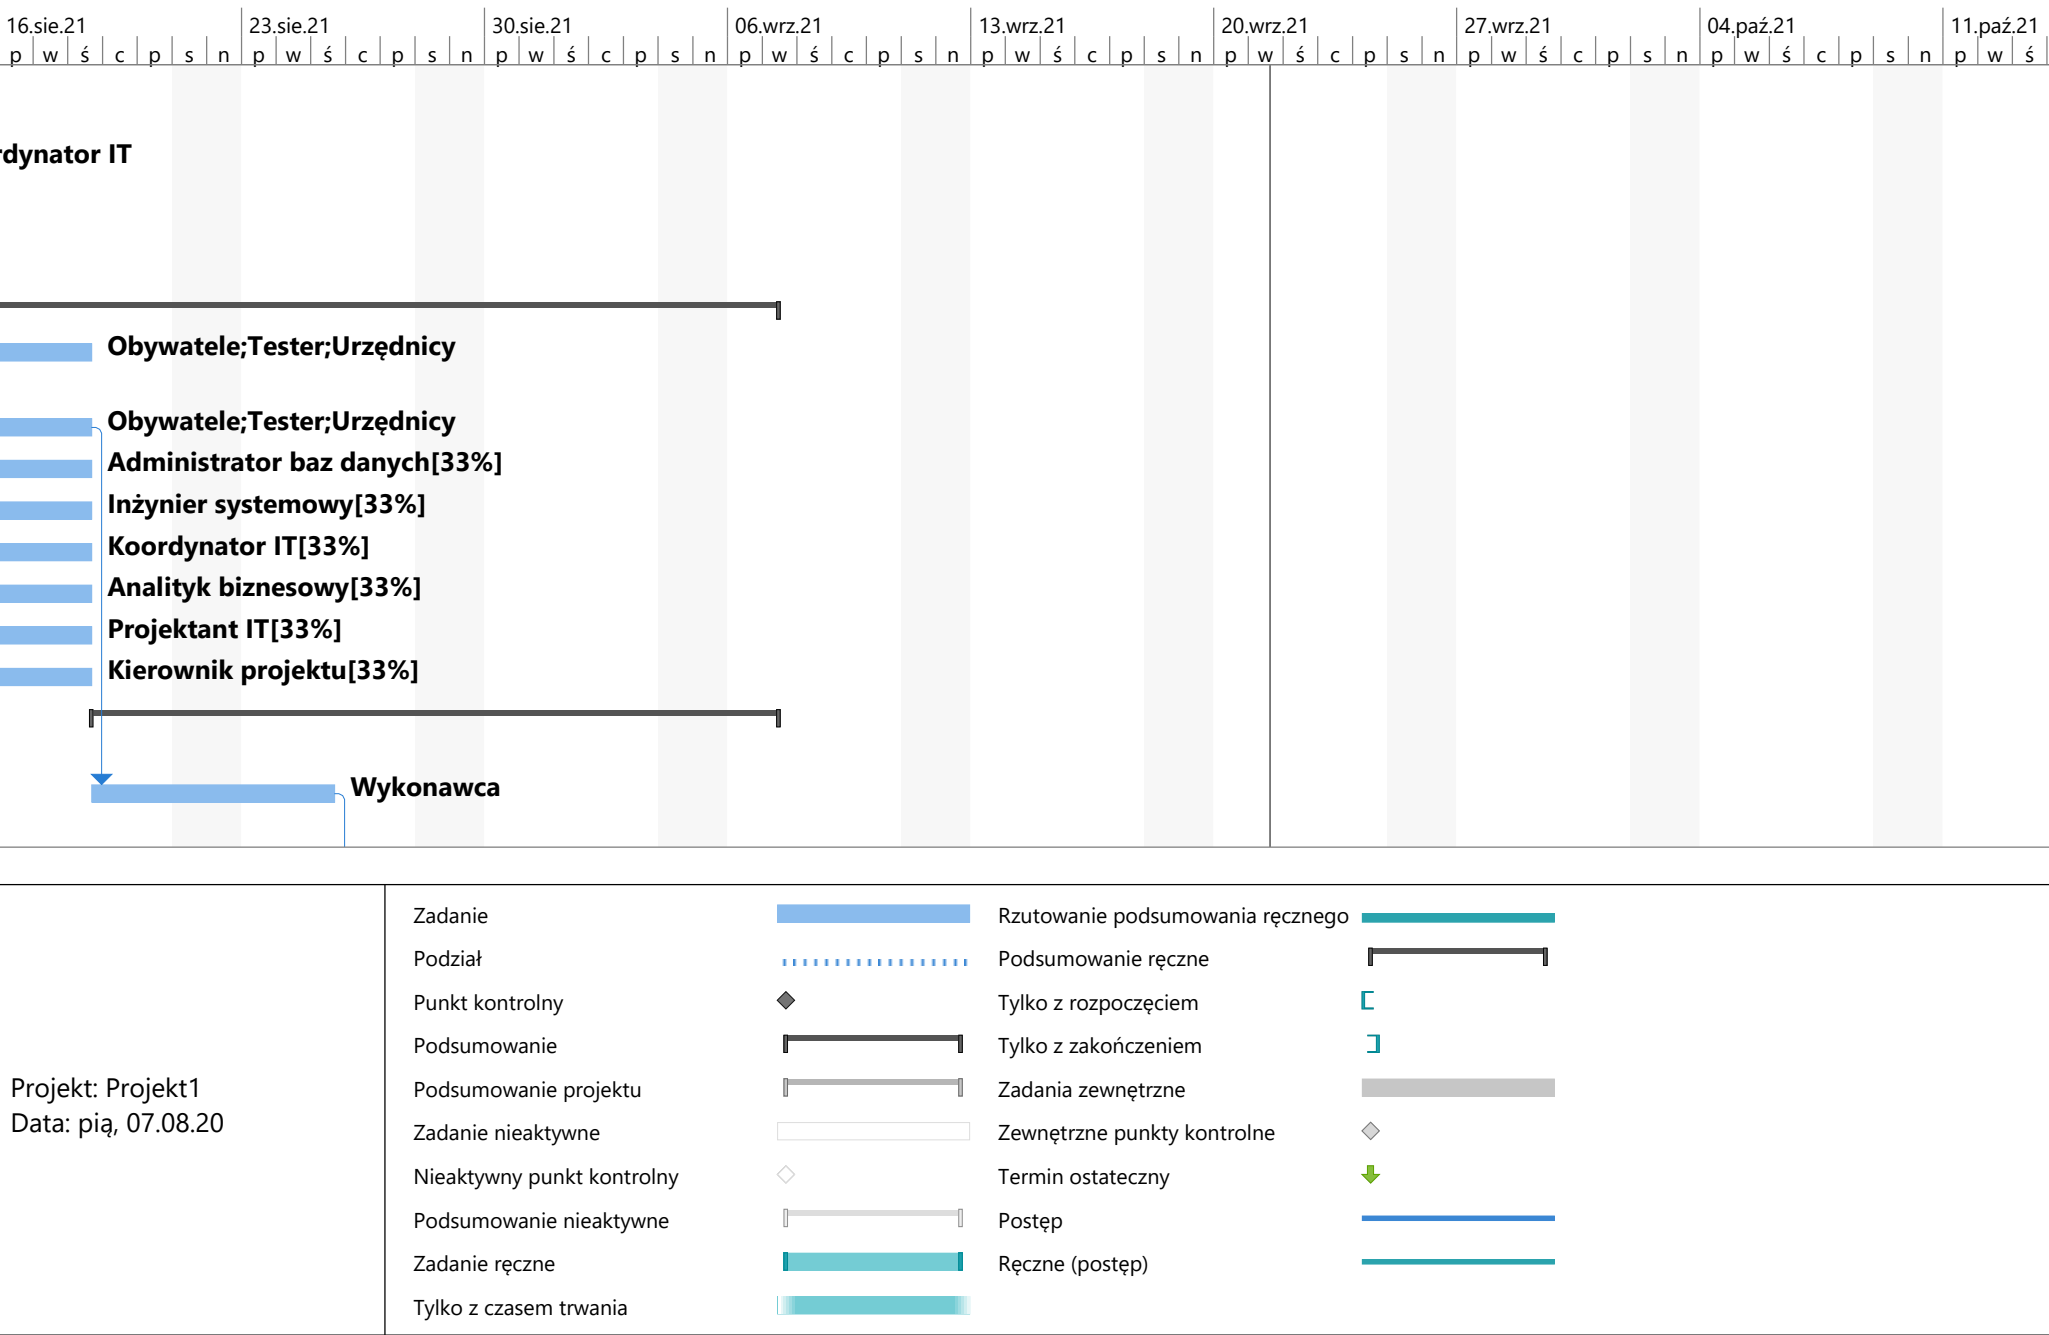 16.sie.21 23.sie.21 30.sie.21 06.wrz.21 13.wrz.21 20.wrz.21 27.wrz.21 04.paź.21 11.paź.21
p w ś c p s n p w ś c p s n p w ś c p s n p w ś c p s n p w ś c p s n p w ś c p s n p w ś c p s n p w ś c p s n p w ś
rdynator IT
Obywatele;Tester;Urzędnicy
Obywatele;Tester;Urzędnicy
Administrator baz danych[33%]
Inżynier systemowy[33%]
Koordynator IT[33%]
Analityk biznesowy[33%]
Projektant IT[33%]
Kierownik projektu[33%]
Wykonawca
Projekt: Projekt1
Data: pią, 07.08.20
Zadanie
Podział
Punkt kontrolny
Podsumowanie
Podsumowanie projektu
Zadanie nieaktywne
Nieaktywny punkt kontrolny
Podsumowanie nieaktywne
Zadanie ręczne
Tylko z czasem trwania
Rzutowanie podsumowania ręcznego
Podsumowanie ręczne
Tylko z rozpoczęciem
Tylko z zakończeniem
Zadania zewnętrzne
Zewnętrzne punkty kontrolne
Termin ostateczny
Postęp
Ręczne (postęp)